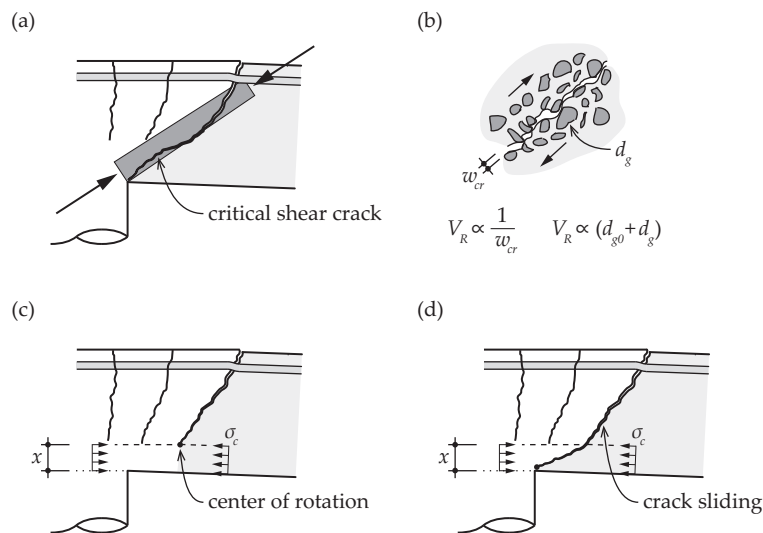 (a)
critical shear crack
(b)
w_cr
d_g
V_R ∝ 1/w_cr V_R ∝ (d_g0+d_g)
(c)
x
σ_c
center of rotation
(d)
x
σ_c
crack sliding